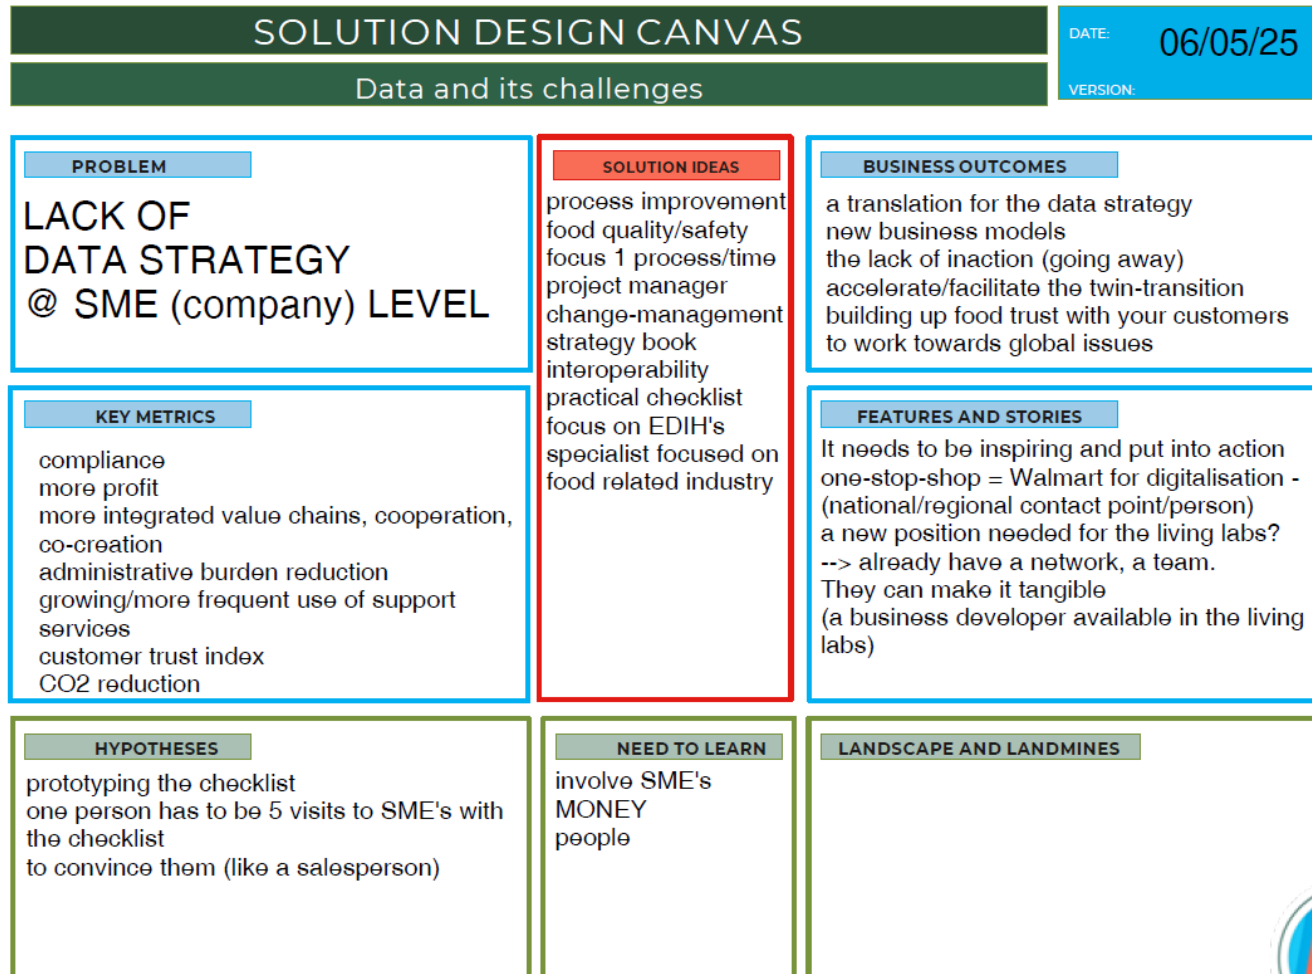 SOLUTION DESIGN CANVAS
Data and its challenges
DATE:
06/05/25
VERSION:
PROBLEM
LACK OF
DATA STRATEGY
@ SME (company) LEVEL
SOLUTION IDEAS
process improvement
food quality/safety
focus 1 process/time
project manager
change-management
strategy book
interoperability
practical checklist
focus on EDIH's
specialist focused on
food related industry
BUSINESS OUTCOMES
a translation for the data strategy
new business models
the lack of inaction (going away)
accelerate/facilitate the twin-transition
building up food trust with your customers
to work towards global issues
KEY METRICS
compliance
more profit
more integrated value chains, cooperation,
co-creation
administrative burden reduction
growing/more frequent use of support
services
customer trust index
CO2 reduction
FEATURES AND STORIES
It needs to be inspiring and put into action
one-stop-shop = Walmart for digitalisation -
(national/regional contact point/person)
a new position needed for the living labs?
--> already have a network, a team.
They can make it tangible
(a business developer available in the living
labs)
HYPOTHESES
prototyping the checklist
one person has to be 5 visits to SME's with
the checklist
to convince them (like a salesperson)
NEED TO LEARN
involve SME's
MONEY
people
LANDSCAPE AND LANDMINES